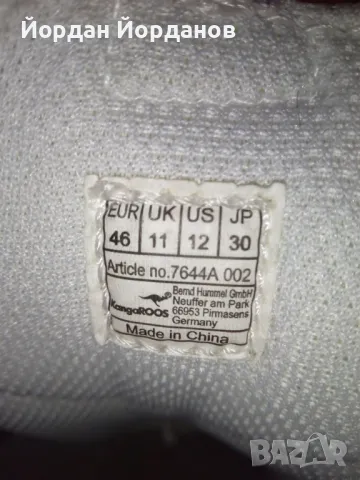 Йордан Йорданов
EUR UK US JP
46 11 12 30
Article no.7644A 002
KangaROOS
Bernd Hummel GmbH
Neuffer am Park
66953 Pirmasens
Germany
Made in China
BAZAR